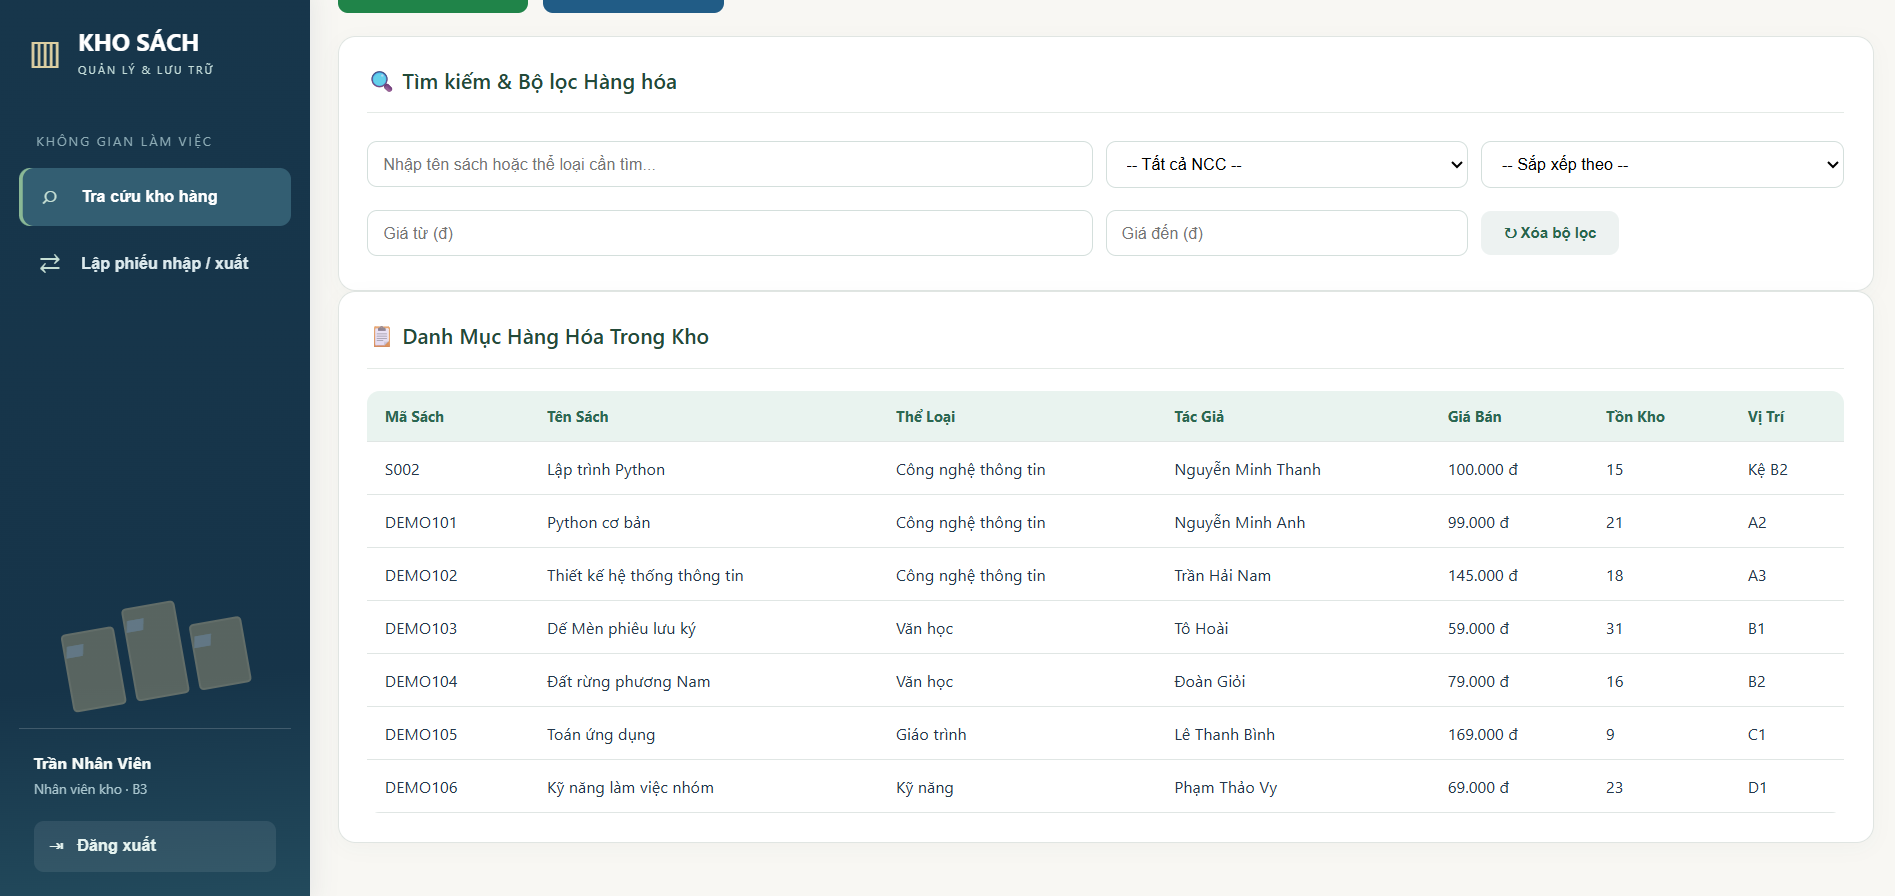 KHO SÁCH
QUẢN LÝ & LƯU TRỮ
KHÔNG GIAN LÀM VIỆC
Tra cứu kho hàng
Lập phiếu nhập / xuất
Trần Nhân Viên
Nhân viên kho · B3
Đăng xuất
Tìm kiếm & Bộ lọc Hàng hóa
Nhập tên sách hoặc thể loại cần tìm...
-- Tất cả NCC --
-- Sắp xếp theo --
Giá từ (đ)
Giá đến (đ)
↻ Xóa bộ lọc
Danh Mục Hàng Hóa Trong Kho
Mã Sách Tên Sách Thể Loại Tác Giả Giá Bán Tồn Kho Vị Trí
S002 Lập trình Python Công nghệ thông tin Nguyễn Minh Thanh 100.000 đ 15 Kệ B2
DEMO101 Python cơ bản Công nghệ thông tin Nguyễn Minh Anh 99.000 đ 21 A2
DEMO102 Thiết kế hệ thống thông tin Công nghệ thông tin Trần Hải Nam 145.000 đ 18 A3
DEMO103 Dế Mèn phiêu lưu ký Văn học Tô Hoài 59.000 đ 31 B1
DEMO104 Đất rừng phương Nam Văn học Đoàn Giỏi 79.000 đ 16 B2
DEMO105 Toán ứng dụng Giáo trình Lê Thanh Bình 169.000 đ 9 C1
DEMO106 Kỹ năng làm việc nhóm Kỹ năng Phạm Thảo Vy 69.000 đ 23 D1